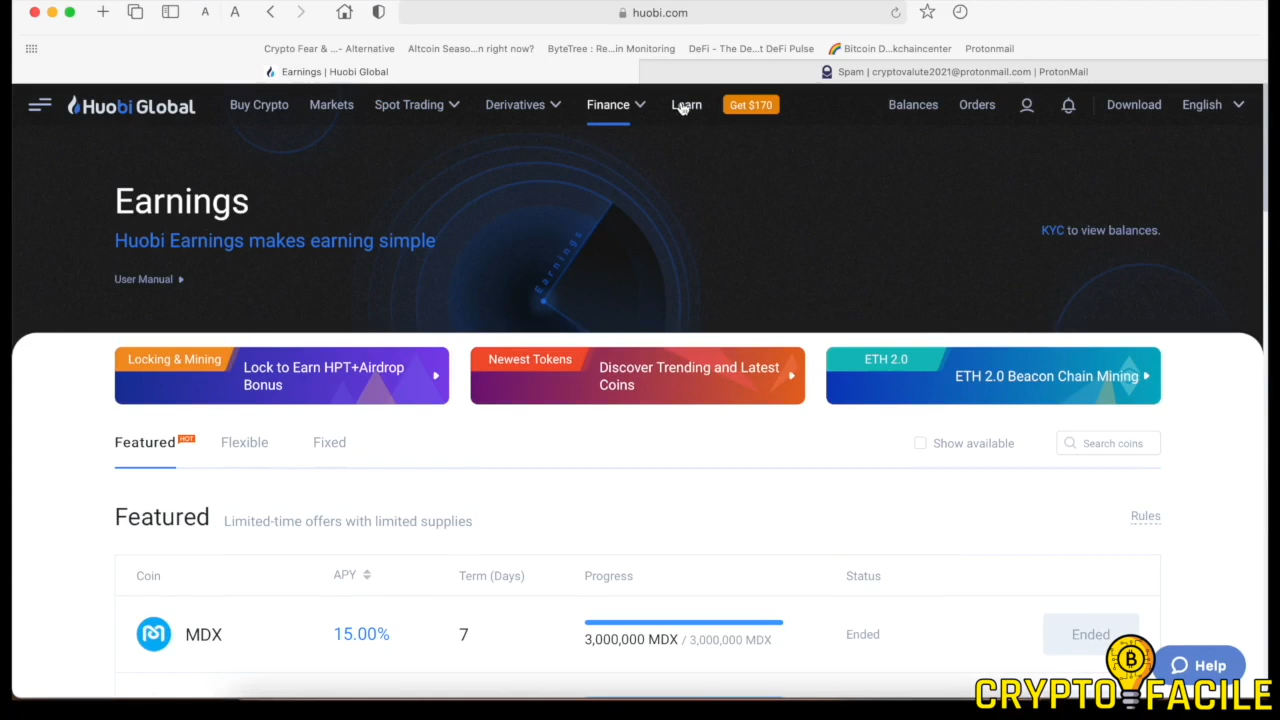 A A huobi.com
Crypto Fear & ...- Alternative Altcoin Seaso...n right now? ByteTree : Re...in Monitoring DeFi - The De...t DeFi Pulse Bitcoin D...kchaincenter Protonmail
Earnings | Huobi Global Spam | cryptovalute2021@protonmail.com | ProtonMail
Huobi Global Buy Crypto Markets Spot Trading Derivatives Finance Learn Get $170 Balances Orders Download English
Earnings
Huobi Earnings makes earning simple
KYC to view balances.
User Manual
Earnings
Locking & Mining
Lock to Earn HPT+Airdrop
Bonus
Newest Tokens
Discover Trending and Latest
Coins
ETH 2.0
ETH 2.0 Beacon Chain Mining
Featured HOT Flexible Fixed Show available Search coins
Featured Limited-time offers with limited supplies Rules
Coin APY Term (Days) Progress Status
MDX 15.00% 7 3,000,000 MDX / 3,000,000 MDX Ended Ended
Help
CRYPTO FACILE